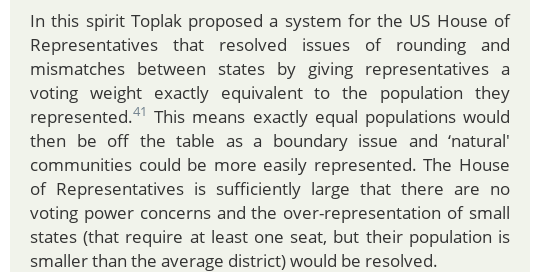 In this spirit Toplak proposed a system for the US House of
Representatives that resolved issues of rounding and
mismatches between states by giving representatives a
voting weight exactly equivalent to the population they
represented.41 This means exactly equal populations would
then be off the table as a boundary issue and ‘natural'
communities could be more easily represented. The House
of Representatives is sufficiently large that there are no
voting power concerns and the over-representation of small
states (that require at least one seat, but their population is
smaller than the average district) would be resolved.